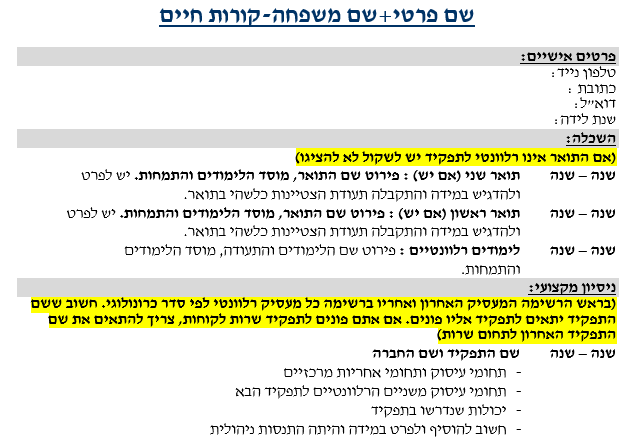 שם פרטי+שם משפחה-קורות חיים
פרטים אישיים:
טלפון נייד:
כתובת :
דוא"ל:
שנת לידה:
השכלה:
(אם התואר אינו רלוונטי לתפקיד יש לשקול לא להציגו)
שנה – שנה תואר שני (אם יש) : פירוט שם התואר, מוסד הלימודים והתמחות. יש לפרט
ולהדגיש במידה והתקבלה תעודת הצטיינות כלשהי בתואר.
שנה – שנה תואר ראשון (אם יש) : פירוט שם התואר, מוסד הלימודים והתמחות. יש לפרט
ולהדגיש במידה והתקבלה תעודת הצטיינות כלשהי בתואר.
שנה – שנה לימודים רלוונטיים : פירוט שם הלימודים והתעודה, מוסד הלימודים
והתמחות.
ניסיון מקצועי:
(בראש הרשימה המעסיק האחרון ואחריו ברשימה כל מעסיק רלוונטי לפי סדר כרונולוגי. חשוב ששם
התפקיד יתאים לתפקיד אליו פונים. אם אתם פונים לתפקיד שרות לקוחות, צריך להתאים את שם
התפקיד האחרון לתחום שרות)
שנה – שנה שם התפקיד ושם החברה
- תחומי עיסוק ותחומי אחריות מרכזיים
- תחומי עיסוק משניים הרלוונטיים לתפקיד הבא
- יכולות שנדרשו בתפקיד
- חשוב להוסיף ולפרט במידה והיתה התנסות ניהולית